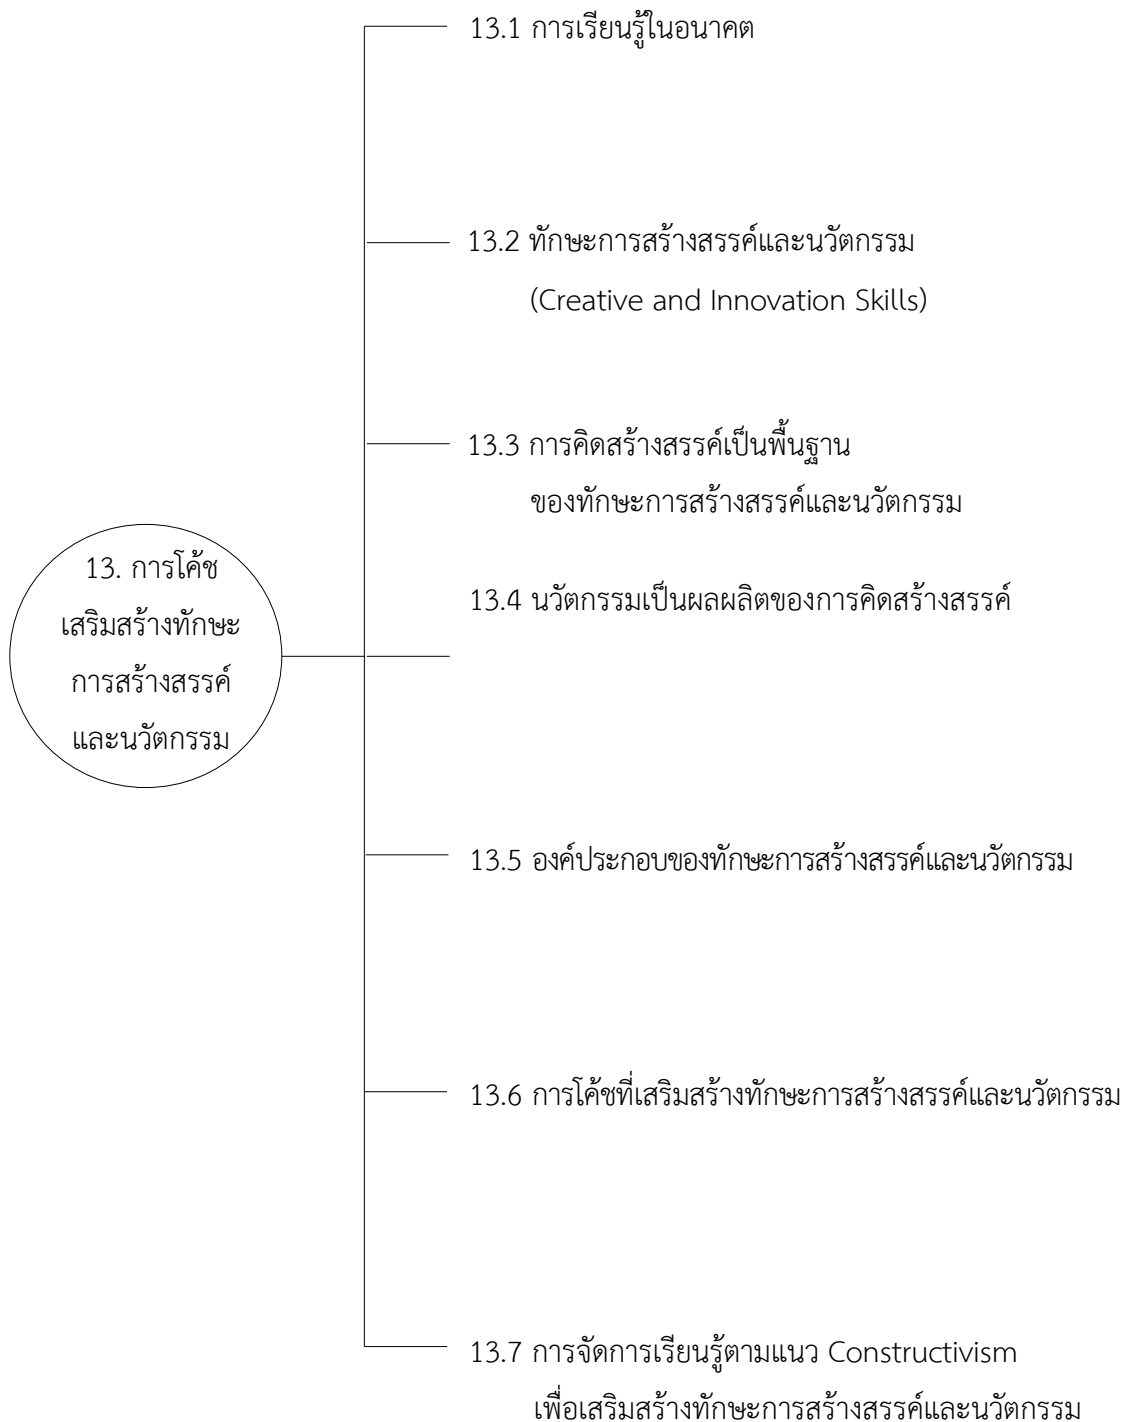 13.1 การเรียนรู้ในอนาคต
13.2 ทักษะการสร้างสรรค์และนวัตกรรม
(Creative and Innovation Skills)
13.3 การคิดสร้างสรรค์เป็นพื้นฐาน
ของทักษะการสร้างสรรค์และนวัตกรรม
13. การโค้ช
เสริมสร้างทักษะ
การสร้างสรรค์
และนวัตกรรม
13.4 นวัตกรรมเป็นผลผลิตของการคิดสร้างสรรค์
13.5 องค์ประกอบของทักษะการสร้างสรรค์และนวัตกรรม
13.6 การโค้ชที่เสริมสร้างทักษะการสร้างสรรค์และนวัตกรรม
13.7 การจัดการเรียนรู้ตามแนว Constructivism
เพื่อเสริมสร้างทักษะการสร้างสรรค์และนวัตกรรม